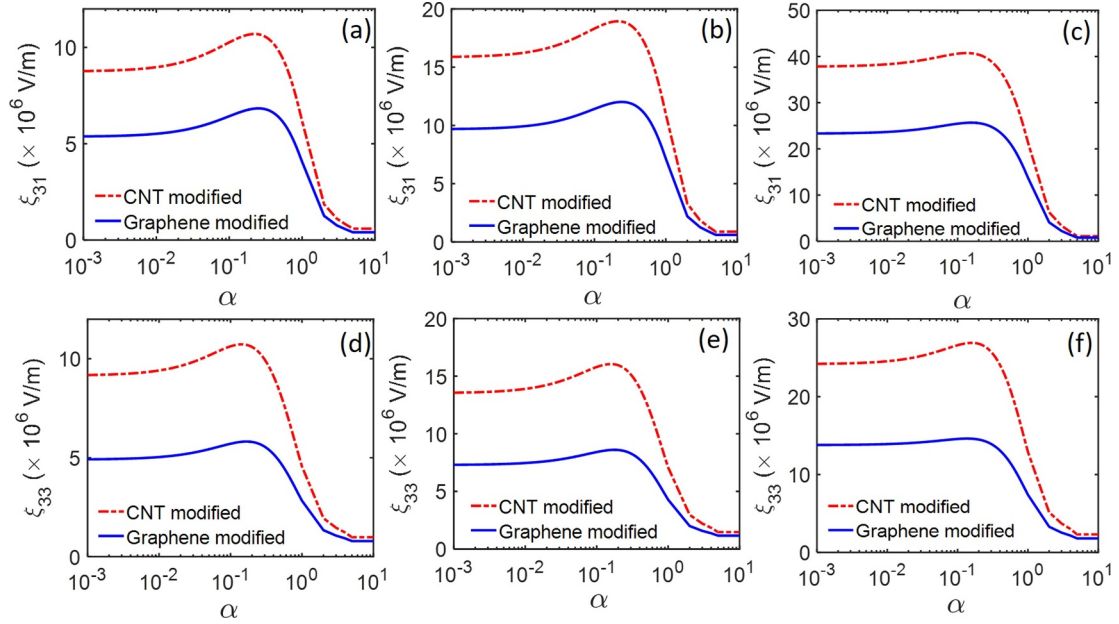 (a)
ξ31 (× 10^6 V/m)
10
5
0
CNT modified
Graphene modified
10^-3 10^-2 10^-1 10^0 10^1
α
(b)
ξ31 (× 10^6 V/m)
20
15
10
5
0
CNT modified
Graphene modified
10^-3 10^-2 10^-1 10^0 10^1
α
(c)
ξ31 (× 10^6 V/m)
50
40
30
20
10
0
CNT modified
Graphene modified
10^-3 10^-2 10^-1 10^0 10^1
α
(d)
ξ33 (× 10^6 V/m)
10
5
0
CNT modified
Graphene modified
10^-3 10^-2 10^-1 10^0 10^1
α
(e)
ξ33 (× 10^6 V/m)
20
15
10
5
0
CNT modified
Graphene modified
10^-3 10^-2 10^-1 10^0 10^1
α
(f)
ξ33 (× 10^6 V/m)
30
20
10
0
CNT modified
Graphene modified
10^-3 10^-2 10^-1 10^0 10^1
α